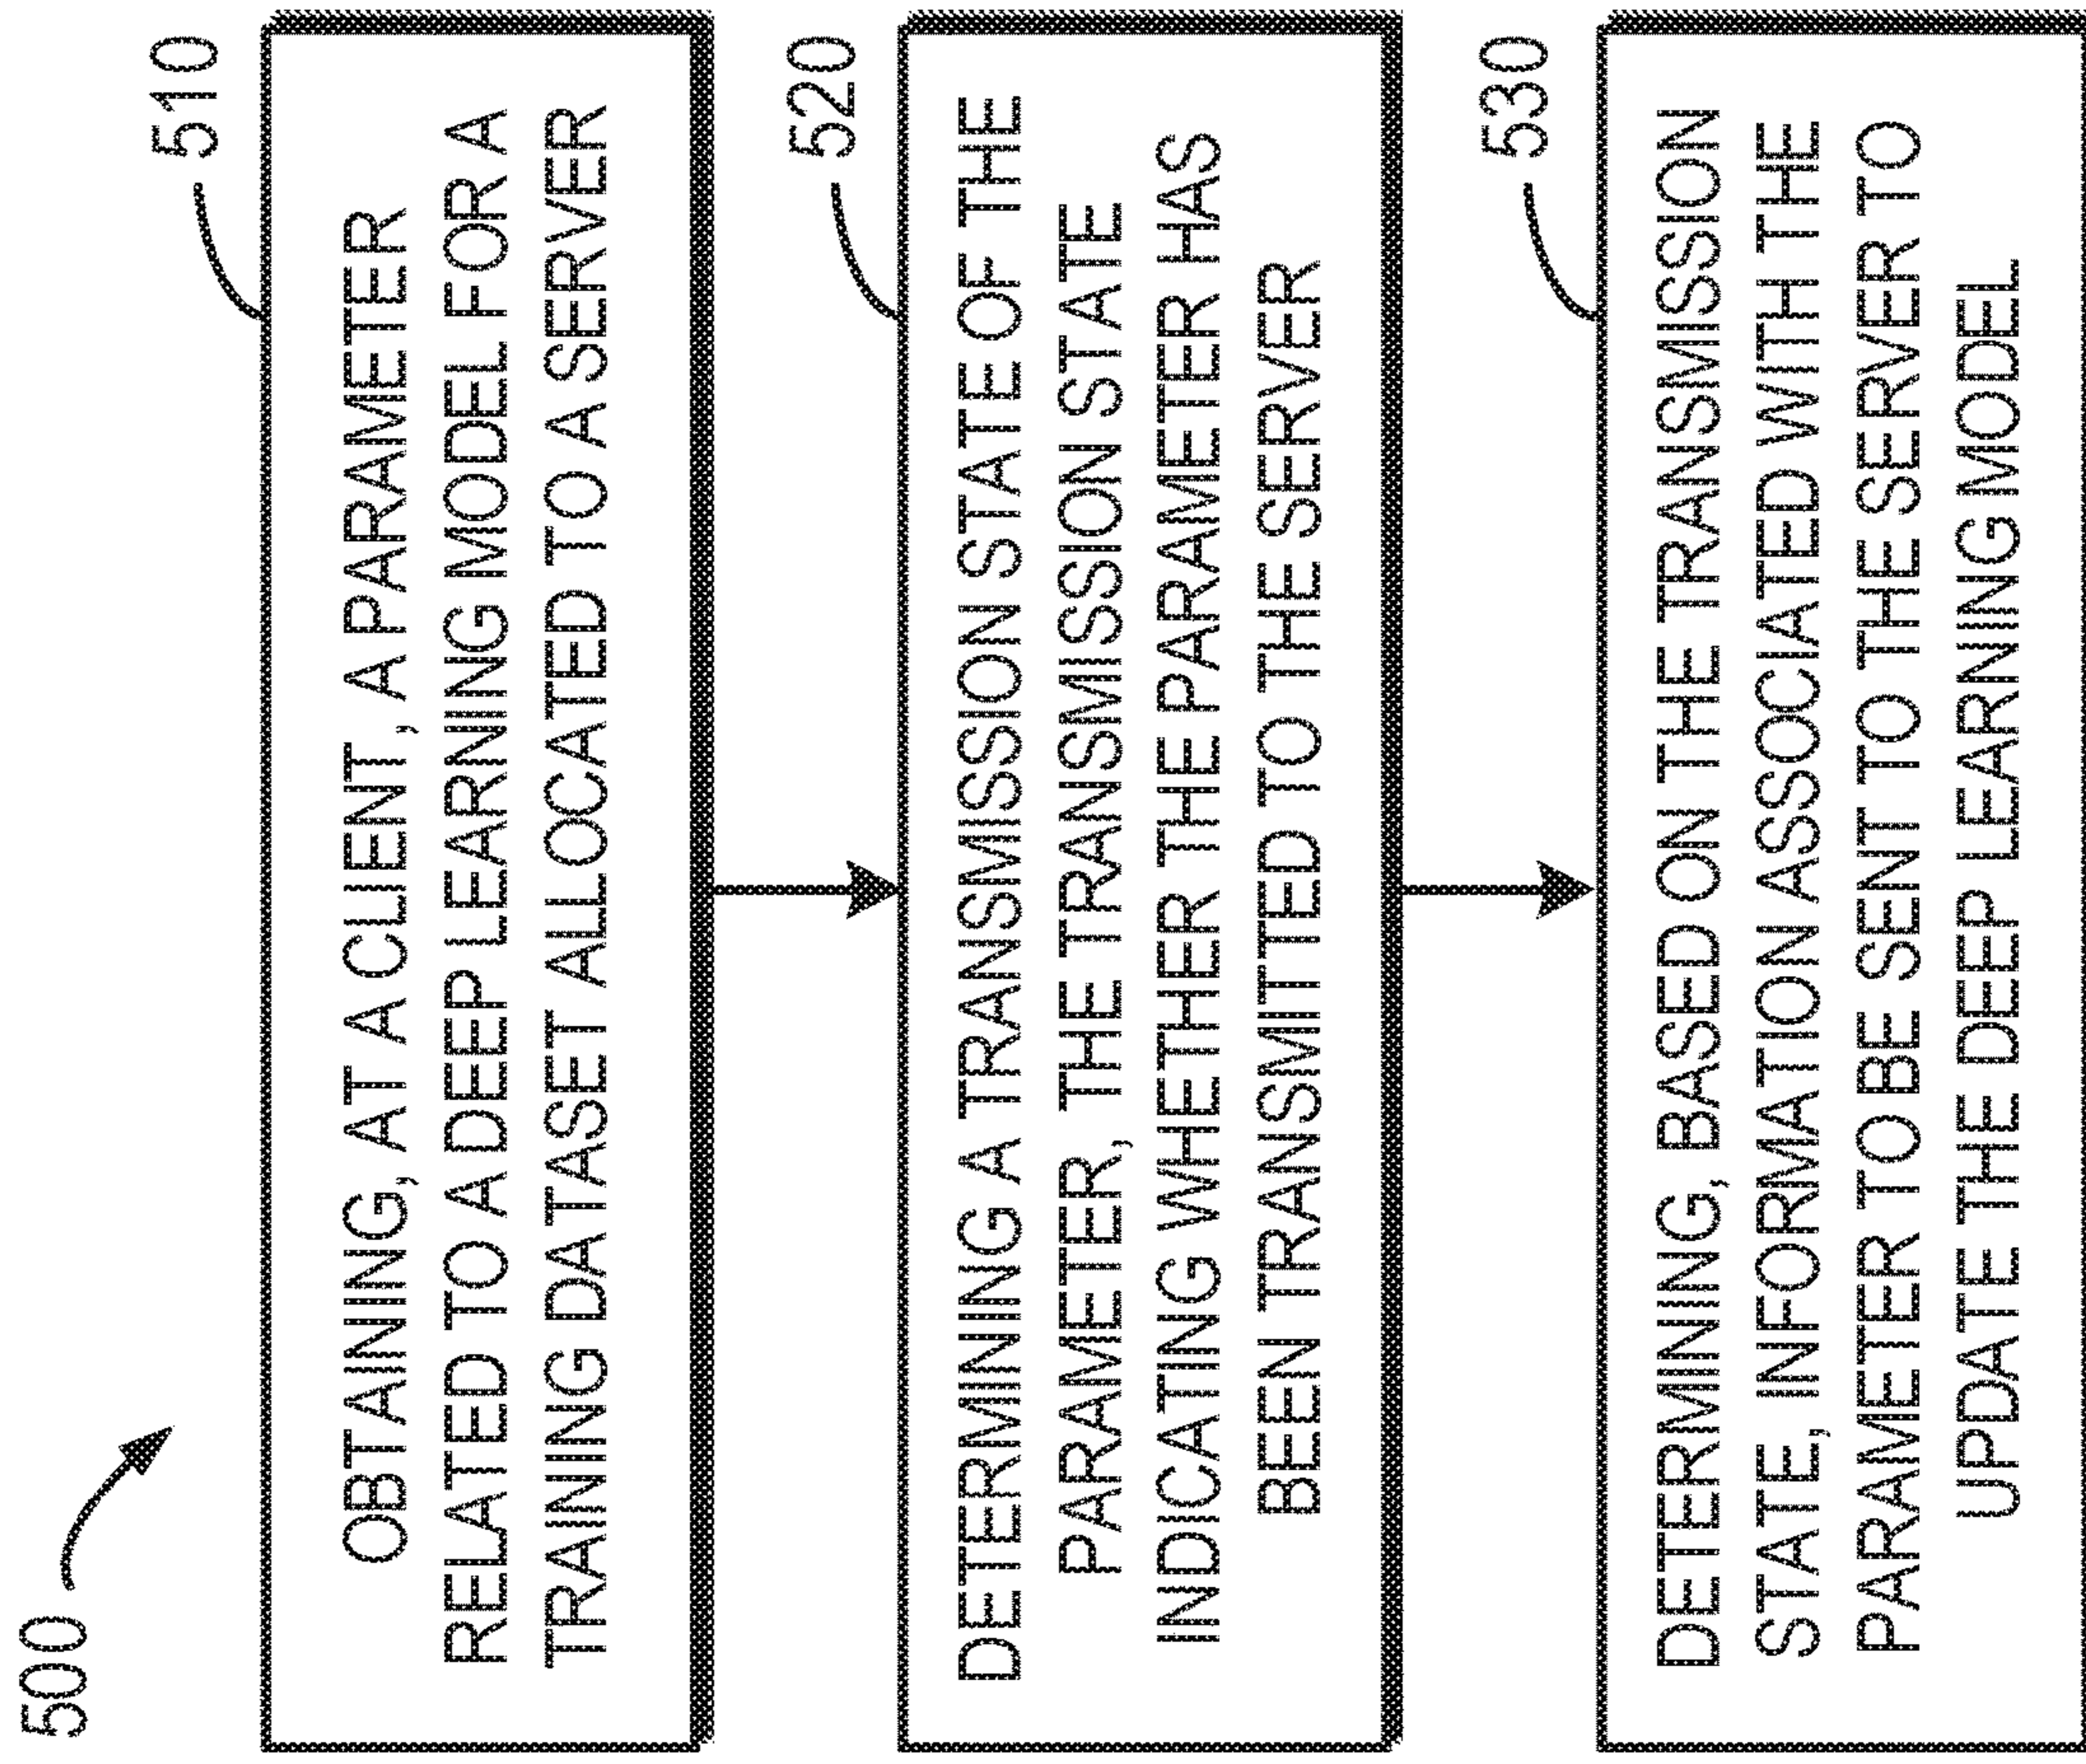 500
510
OBTAINING, AT A CLIENT, A PARAMETER
RELATED TO A DEEP LEARNING MODEL FOR A
TRAINING DATASET ALLOCATED TO A SERVER
520
DETERMINING A TRANSMISSION STATE OF THE
PARAMETER, THE TRANSMISSION STATE
INDICATING WHETHER THE PARAMETER HAS
BEEN TRANSMITTED TO THE SERVER
530
DETERMINING, BASED ON THE TRANSMISSION
STATE, INFORMATION ASSOCIATED WITH THE
PARAMETER TO BE SENT TO THE SERVER TO
UPDATE THE DEEP LEARNING MODEL